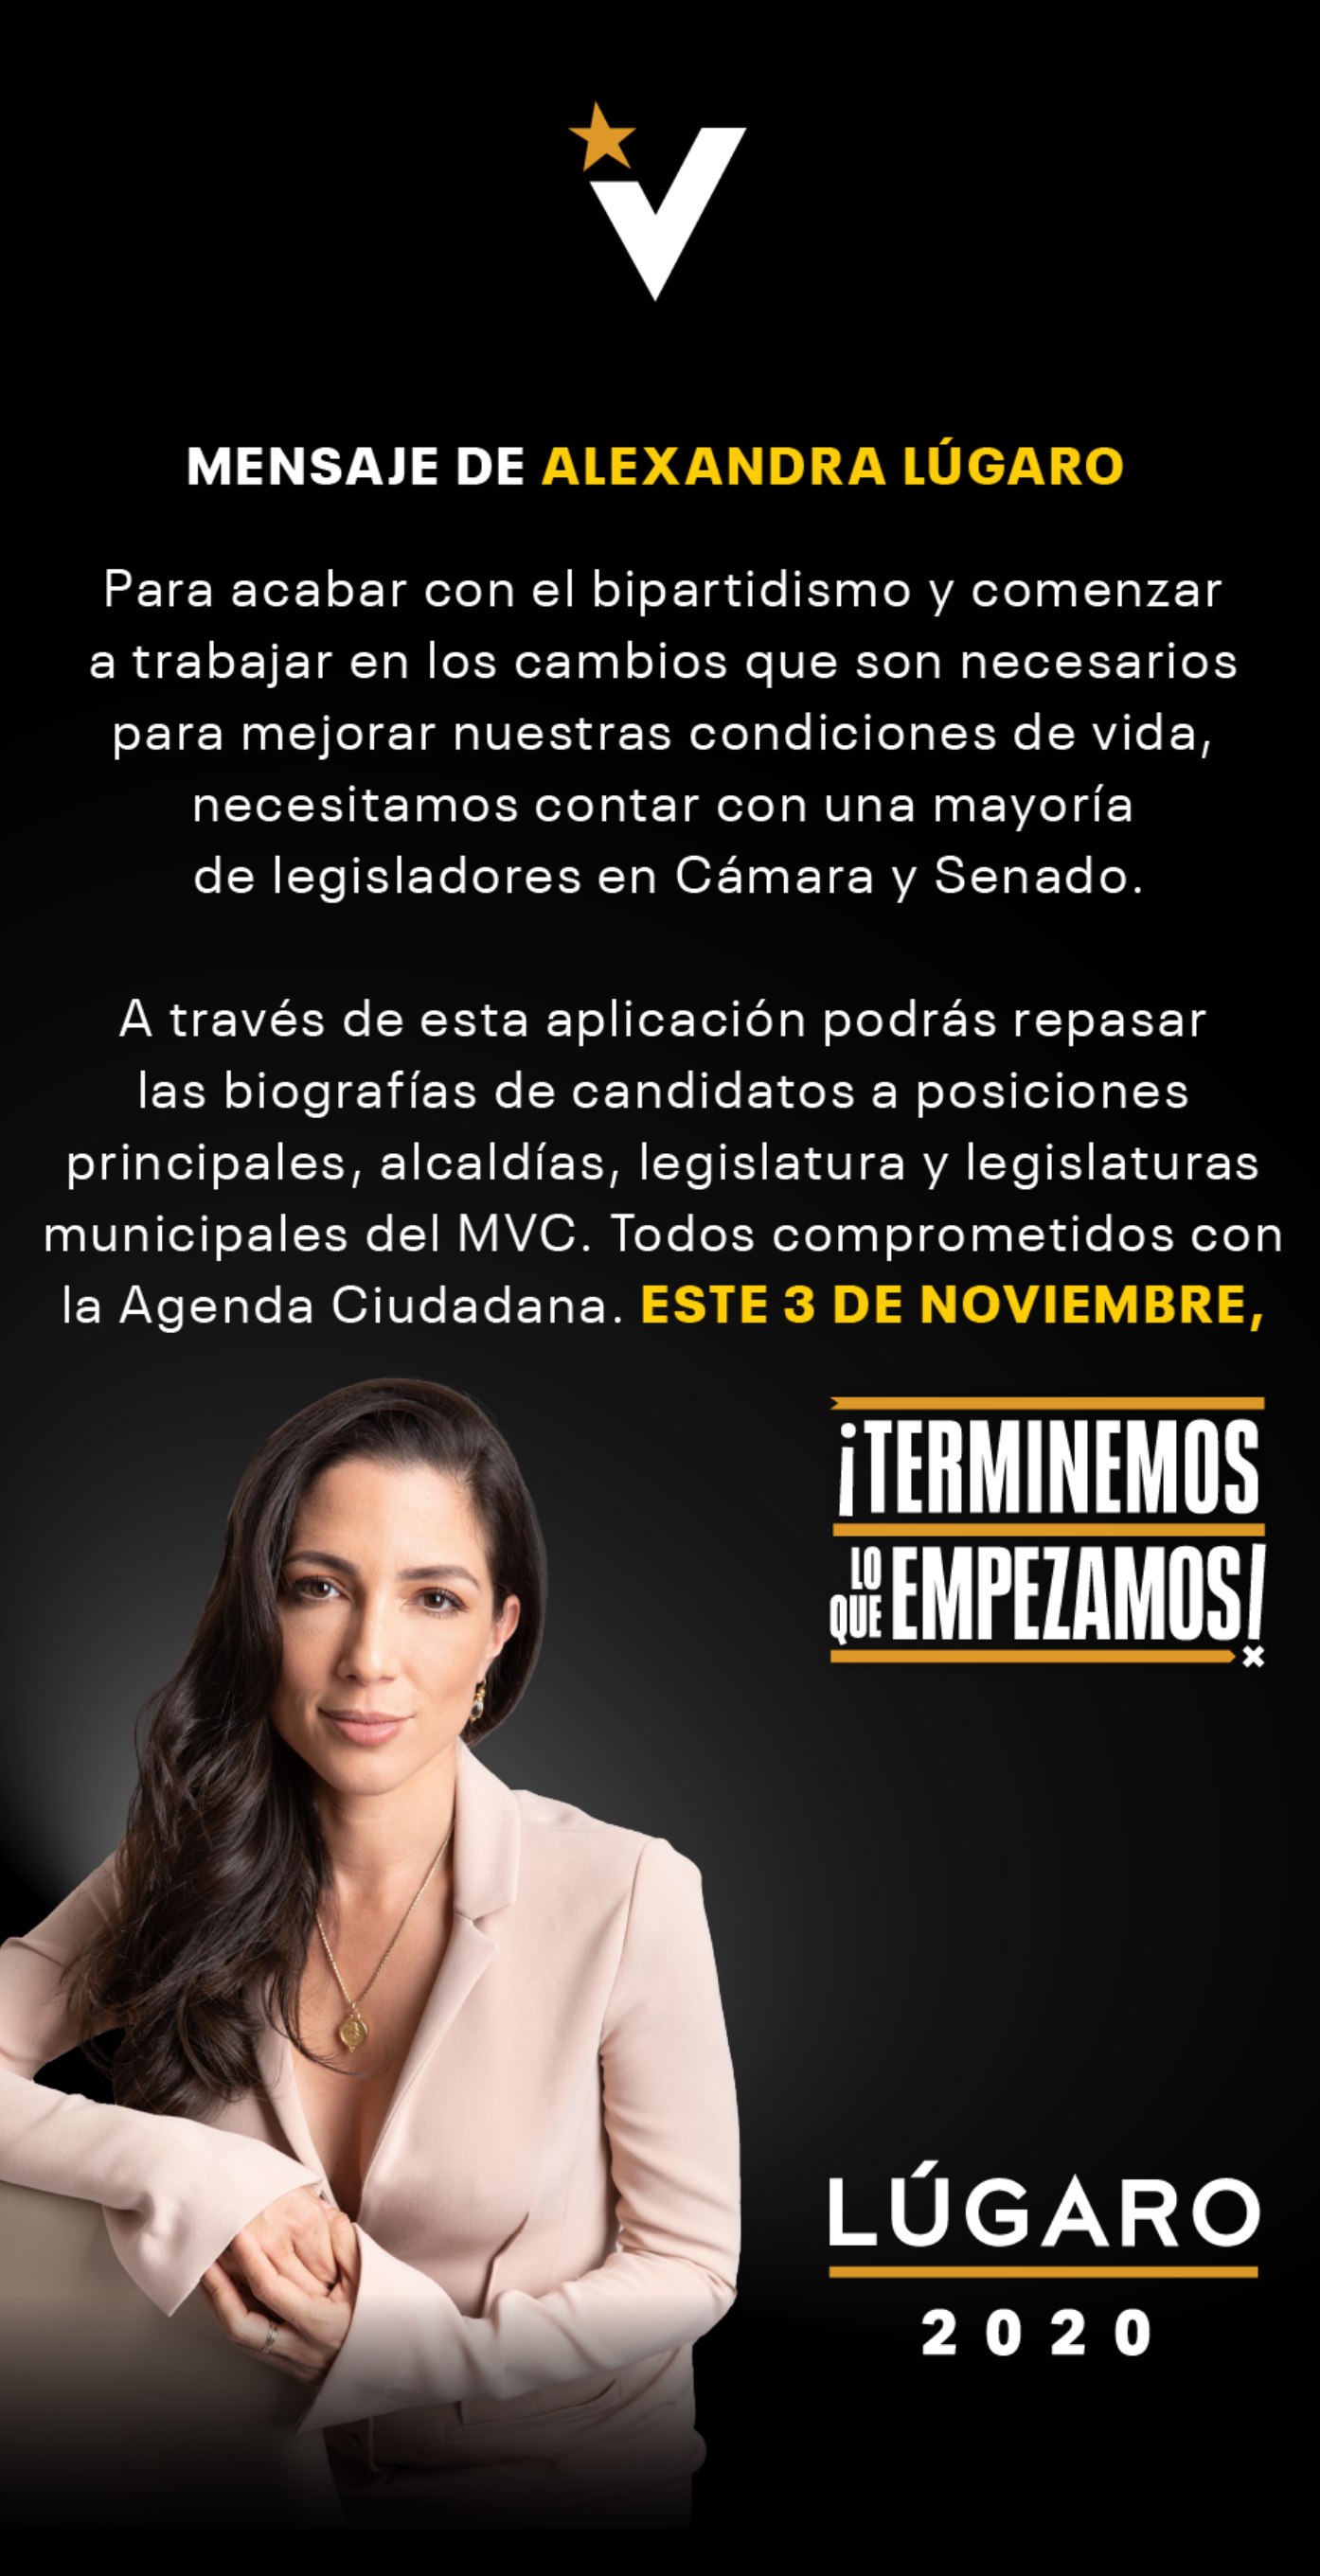 MENSAJE DE ALEXANDRA LÚGARO
Para acabar con el bipartidismo y comenzar
a trabajar en los cambios que son necesarios
para mejorar nuestras condiciones de vida,
necesitamos contar con una mayoría
de legisladores en Cámara y Senado.
A través de esta aplicación podrás repasar
las biografías de candidatos a posiciones
principales, alcaldías, legislatura y legislaturas
municipales del MVC. Todos comprometidos con
la Agenda Ciudadana. ESTE 3 DE NOVIEMBRE,
¡TERMINEMOS
LO QUE EMPEZAMOS!
LÚGARO
2020